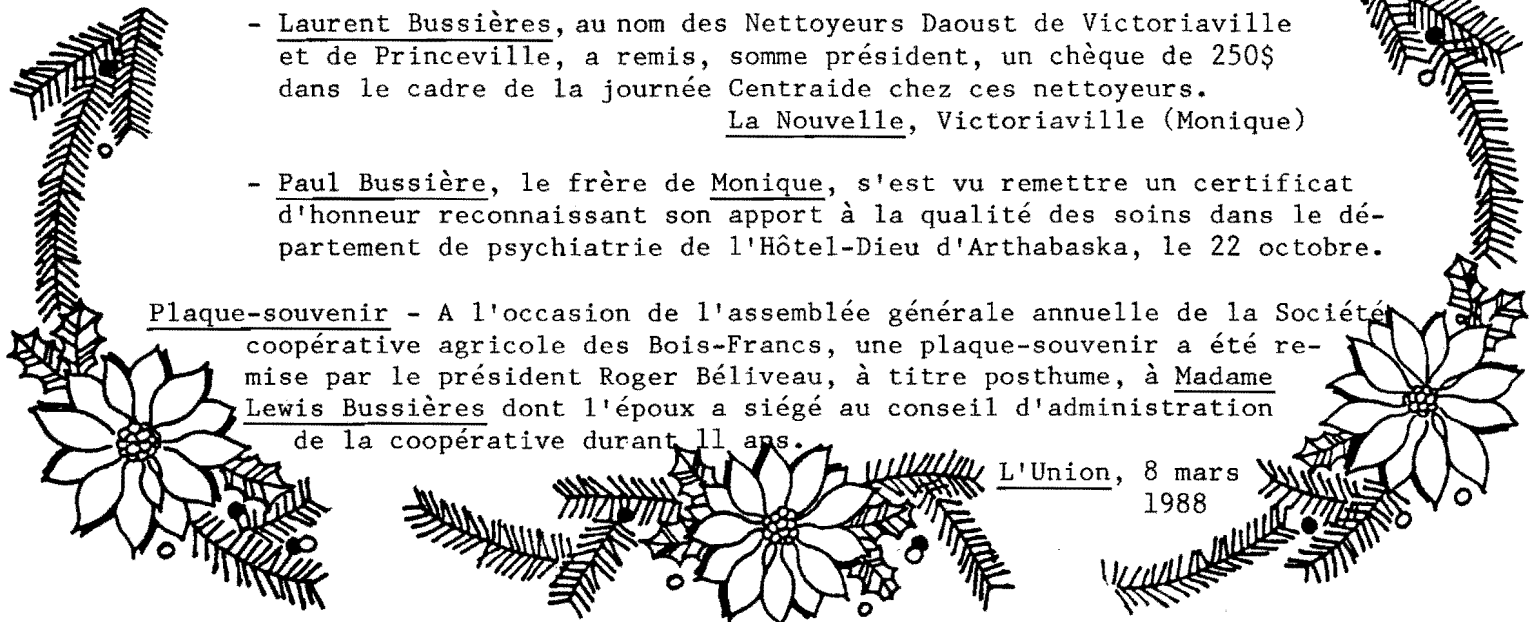 - Laurent Bussières, au nom des Nettoyeurs Daoust de Victoriaville
et de Princeville, a remis, somme président, un chèque de 250$
dans le cadre de la journée Centraide chez ces nettoyeurs.
La Nouvelle, Victoriaville (Monique)
- Paul Bussière, le frère de Monique, s'est vu remettre un certificat
d'honneur reconnaissant son apport à la qualité des soins dans le dé-
partement de psychiatrie de l'Hôtel-Dieu d'Arthabaska, le 22 octobre.
Plaque-souvenir - A l'occasion de l'assemblée générale annuelle de la Société
coopérative agricole des Bois-Francs, une plaque-souvenir a été re-
mise par le président Roger Béliveau, à titre posthume, à Madame
Lewis Bussières dont l'époux a siégé au conseil d'administration
de la coopérative durant 11 ans.
L'Union, 8 mars
1988